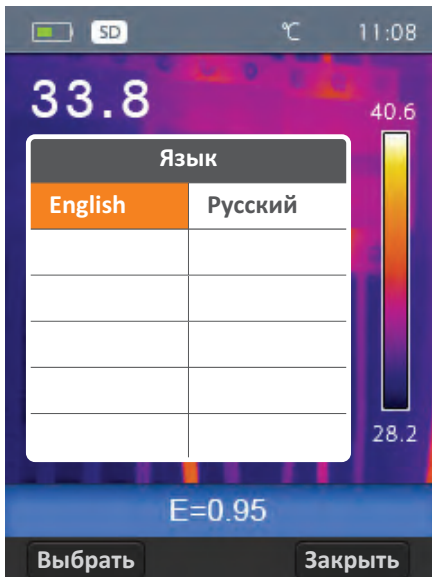 SD ℃ 11:08
33.8
40.6
Язык
English Русский
28.2
E=0.95
Выбрать Закрыть